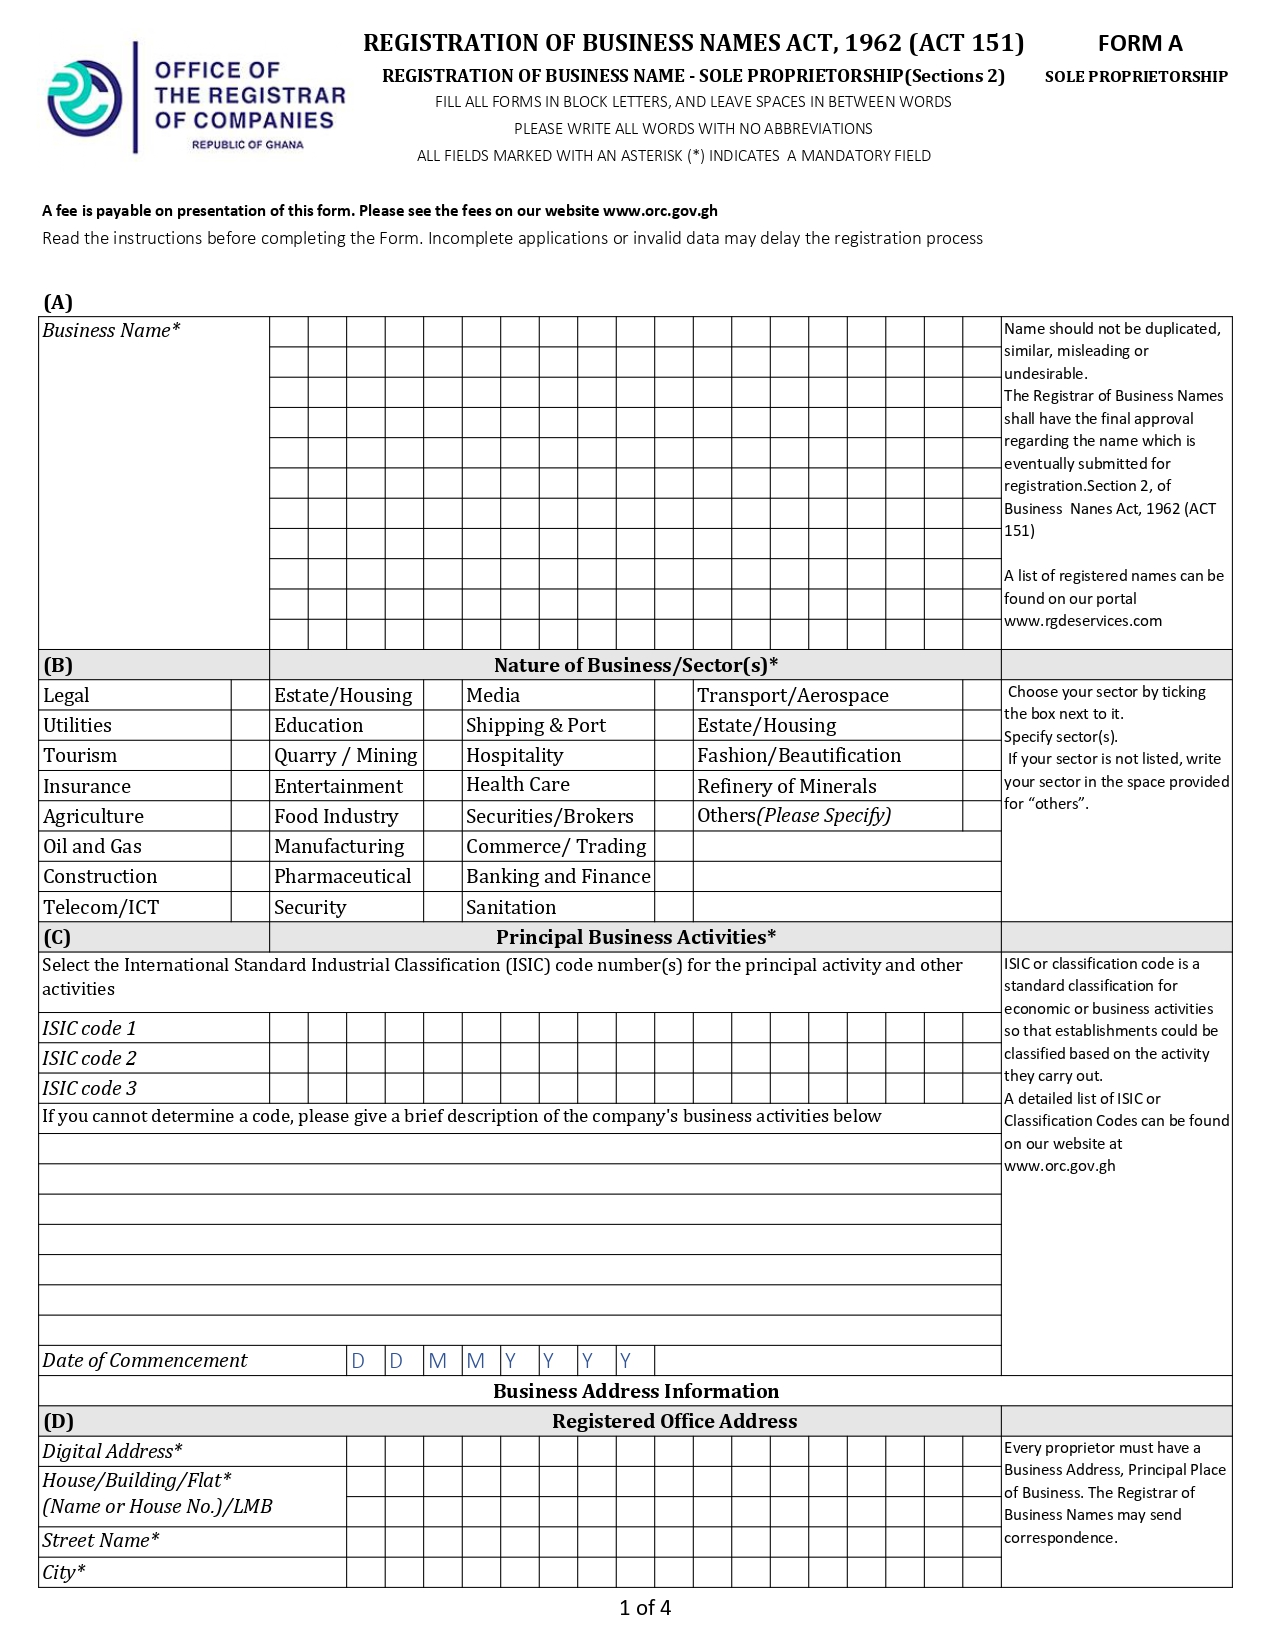 OFFICE OF
THE REGISTRAR
OF COMPANIES
REPUBLIC OF GHANA
REGISTRATION OF BUSINESS NAMES ACT, 1962 (ACT 151)
FORM A
REGISTRATION OF BUSINESS NAME - SOLE PROPRIETORSHIP(Sections 2)
SOLE PROPRIETORSHIP
FILL ALL FORMS IN BLOCK LETTERS, AND LEAVE SPACES IN BETWEEN WORDS
PLEASE WRITE ALL WORDS WITH NO ABBREVIATIONS
ALL FIELDS MARKED WITH AN ASTERISK (*) INDICATES A MANDATORY FIELD
A fee is payable on presentation of this form. Please see the fees on our website www.orc.gov.gh
Read the instructions before completing the Form. Incomplete applications or invalid data may delay the registration process
(A)
Business Name*
Name should not be duplicated,
similar, misleading or
undesirable.
The Registrar of Business Names
shall have the final approval
regarding the name which is
eventually submitted for
registration.Section 2, of
Business Nanes Act, 1962 (ACT
151)
A list of registered names can be
found on our portal
www.rgdeservices.com
(B) Nature of Business/Sector(s)*
Legal Estate/Housing Media Transport/Aerospace
Utilities Education Shipping & Port Estate/Housing
Tourism Quarry / Mining Hospitality Fashion/Beautification
Insurance Entertainment Health Care Refinery of Minerals
Agriculture Food Industry Securities/Brokers Others(Please Specify)
Oil and Gas Manufacturing Commerce/ Trading
Construction Pharmaceutical Banking and Finance
Telecom/ICT Security Sanitation
Choose your sector by ticking
the box next to it.
Specify sector(s).
If your sector is not listed, write
your sector in the space provided
for “others”.
(C) Principal Business Activities*
Select the International Standard Industrial Classification (ISIC) code number(s) for the principal activity and other
activities
ISIC code 1
ISIC code 2
ISIC code 3
If you cannot determine a code, please give a brief description of the company's business activities below
ISIC or classification code is a
standard classification for
economic or business activities
so that establishments could be
classified based on the activity
they carry out.
A detailed list of ISIC or
Classification Codes can be found
on our website at
www.orc.gov.gh
Date of Commencement D D M M Y Y Y Y
Business Address Information
(D) Registered Office Address
Digital Address*
House/Building/Flat*
(Name or House No.)/LMB
Street Name*
City*
Every proprietor must have a
Business Address, Principal Place
of Business. The Registrar of
Business Names may send
correspondence.
1 of 4